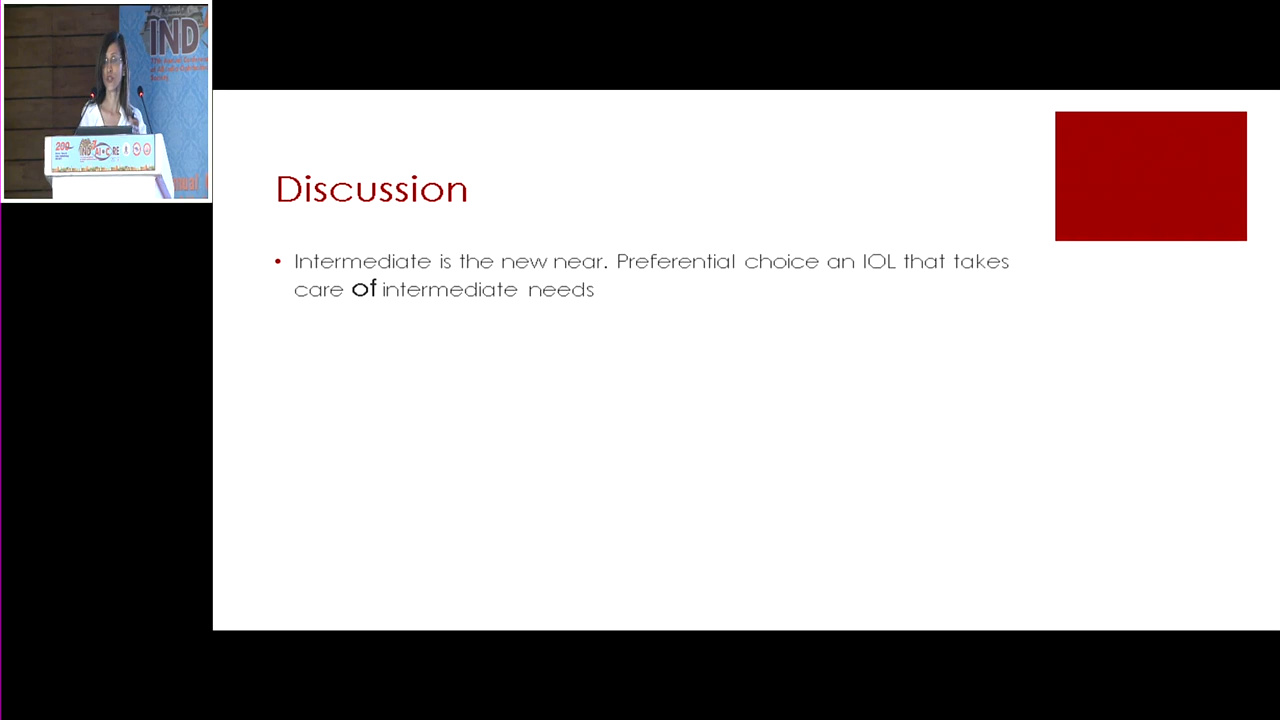 IND
Discussion
• Intermediate is the new near. Preferential choice an IOL that takes
care of intermediate needs